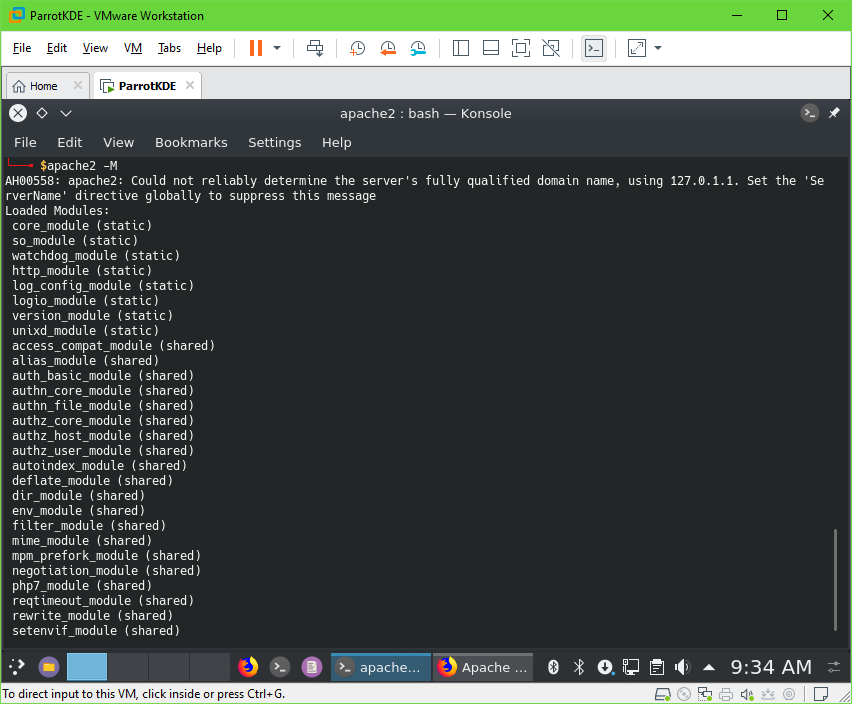 ParrotKDE - VMware Workstation
File Edit View VM Tabs Help
Home
ParrotKDE
apache2 : bash — Konsole
File Edit View Bookmarks Settings Help
$apache2 -M
AH00558: apache2: Could not reliably determine the server's fully qualified domain name, using 127.0.1.1. Set the 'Se
rverName' directive globally to suppress this message
Loaded Modules:
core_module (static)
so_module (static)
watchdog_module (static)
http_module (static)
log_config_module (static)
logio_module (static)
version_module (static)
unixd_module (static)
access_compat_module (shared)
alias_module (shared)
auth_basic_module (shared)
authn_core_module (shared)
authn_file_module (shared)
authz_core_module (shared)
authz_host_module (shared)
authz_user_module (shared)
autoindex_module (shared)
deflate_module (shared)
dir_module (shared)
env_module (shared)
filter_module (shared)
mime_module (shared)
mpm_prefork_module (shared)
negotiation_module (shared)
php7_module (shared)
reqtimeout_module (shared)
rewrite_module (shared)
setenvif_module (shared)
apache...
Apache ...
9:34 AM
To direct input to this VM, click inside or press Ctrl+G.